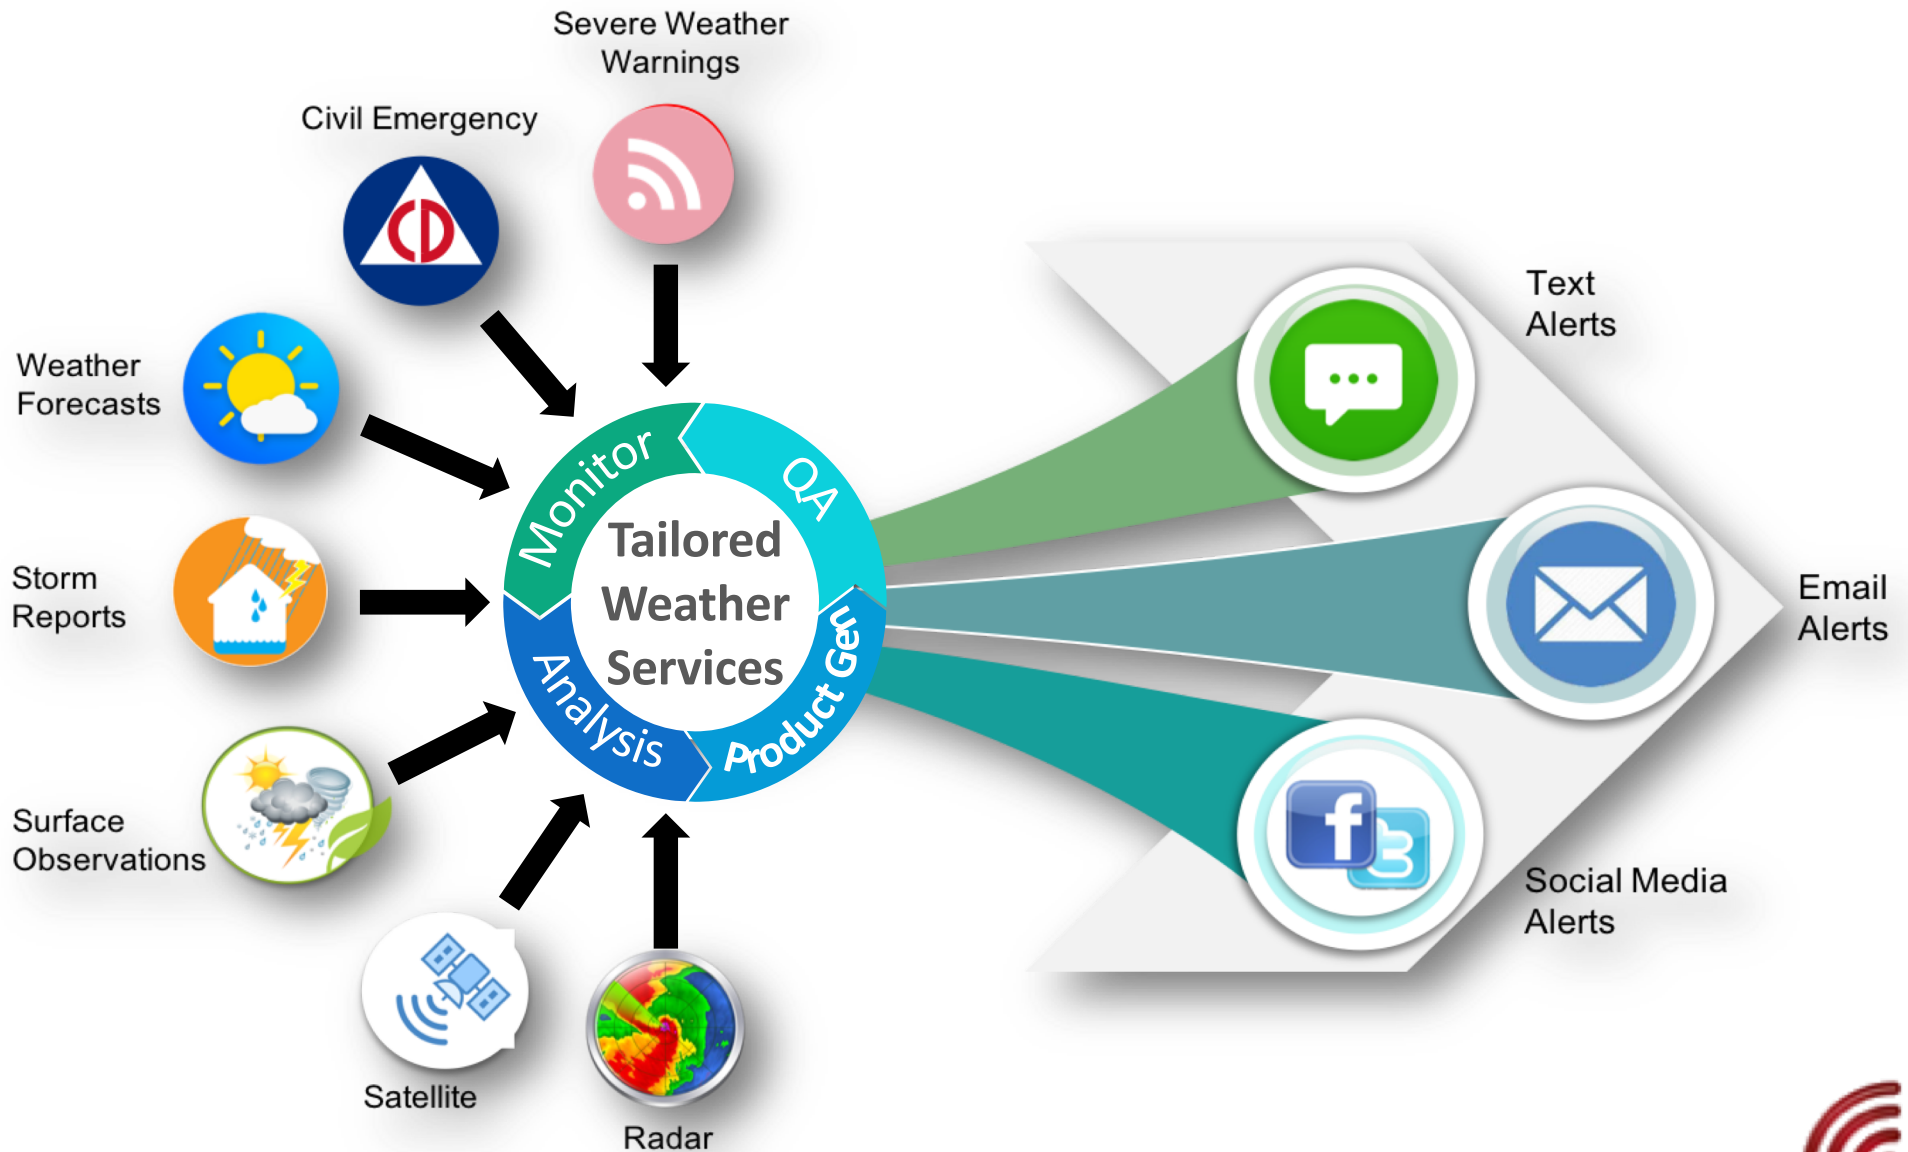 Severe Weather
Warnings
Civil Emergency
CD
Weather
Forecasts
Storm
Reports
Surface
Observations
Satellite
Radar
Monitor
QA
Analysis
Product Gen
Tailored
Weather
Services
Text
Alerts
Email
Alerts
f
t
Social Media
Alerts